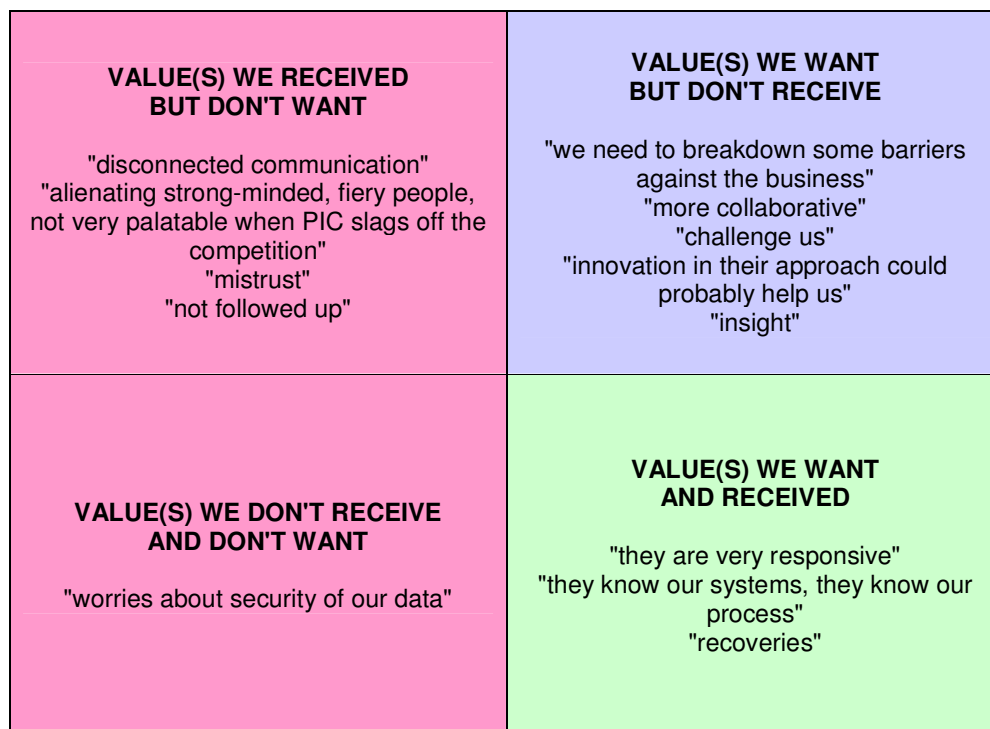 VALUE(S) WE RECEIVED
BUT DON'T WANT
"disconnected communication"
"alienating strong-minded, fiery people,
not very palatable when PIC slags off the
competition"
"mistrust"
"not followed up"
VALUE(S) WE WANT
BUT DON'T RECEIVE
"we need to breakdown some barriers
against the business"
"more collaborative"
"challenge us"
"innovation in their approach could
probably help us"
"insight"
VALUE(S) WE DON'T RECEIVE
AND DON'T WANT
"worries about security of our data"
VALUE(S) WE WANT
AND RECEIVED
"they are very responsive"
"they know our systems, they know our
process"
"recoveries"